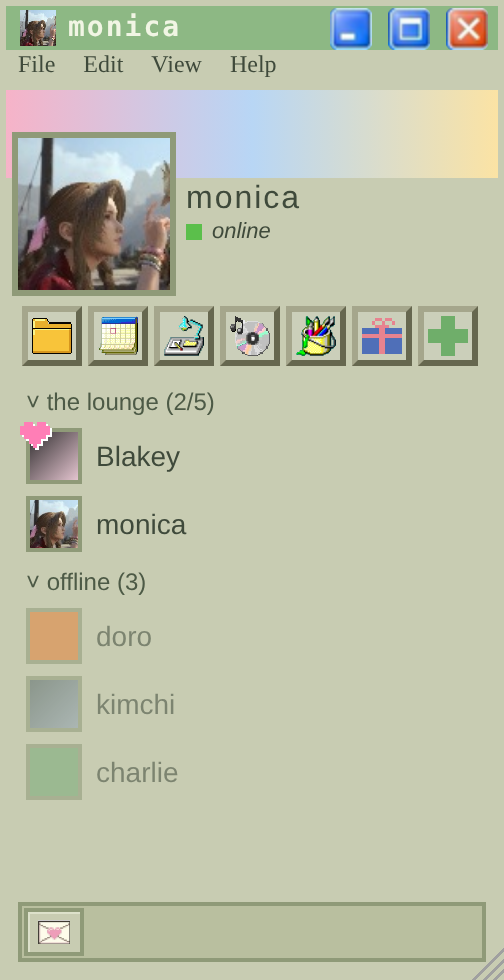 monica
File Edit View Help
monica
online
v the lounge (2/5)
Blakey
monica
v offline (3)
doro
kimchi
charlie